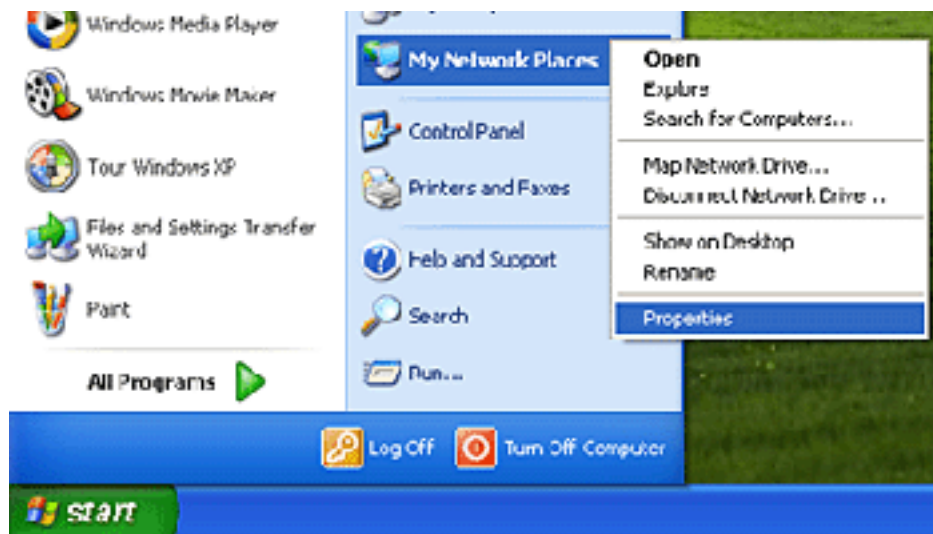 Windows Media Player
Windows Movie Maker
Tour Windows XP
Files and Settings Transfer
Wizard
Paint
All Programs
My Network Places
Control Panel
Printers and Faxes
Help and Support
Search
Run...
Open
Explore
Search for Computers...
Map Network Drive...
Disconnect Network Drive...
Show on Desktop
Rename
Properties
Log Off
Turn Off Computer
start